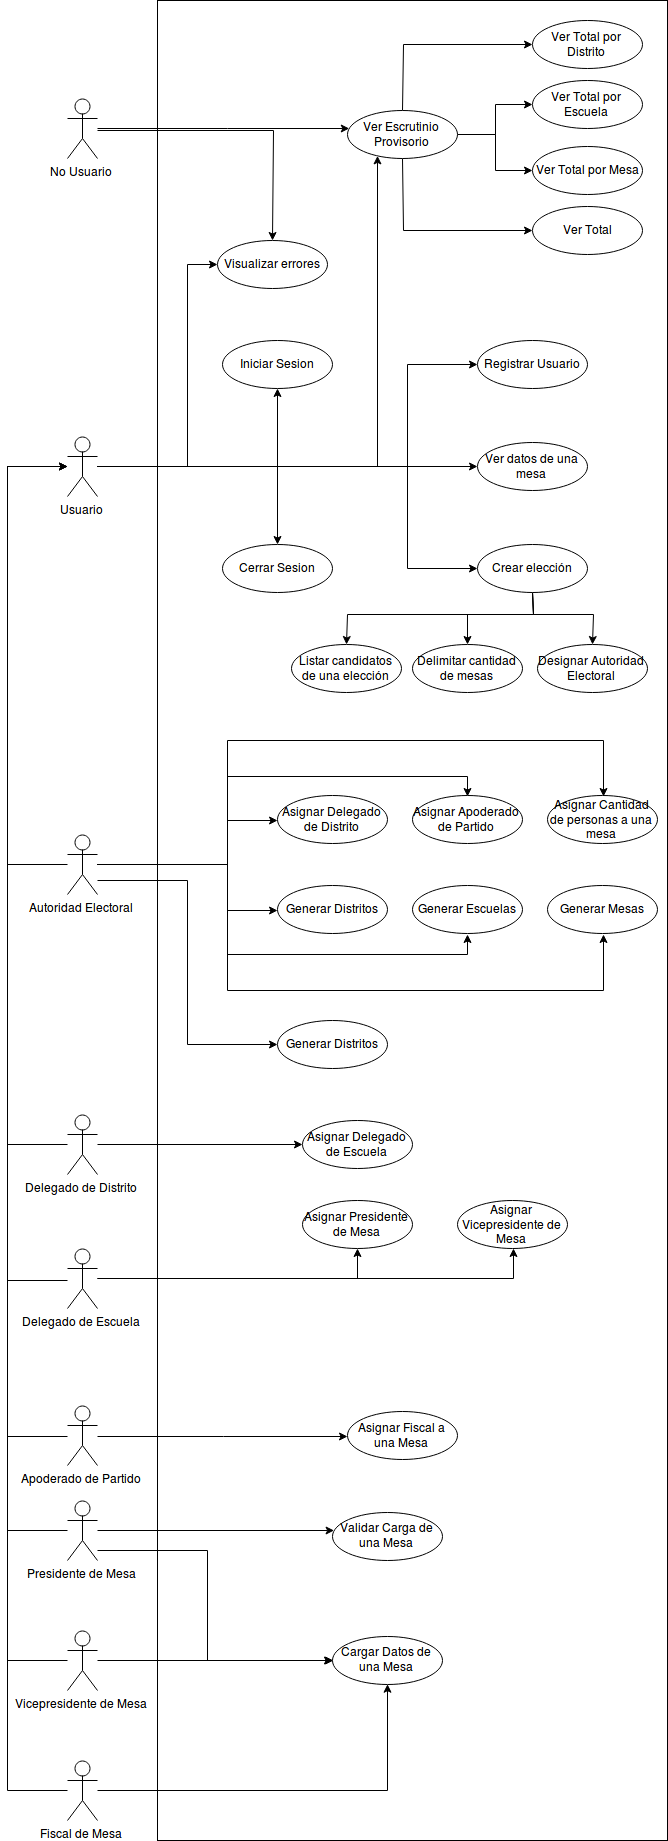 Ver Total por
Distrito
Ver Total por
Escuela
No Usuario
Ver Escrutinio
Provisorio
Ver Total por Mesa
Ver Total
Visualizar errores
Iniciar Sesion
Registrar Usuario
Usuario
Ver datos de una
mesa
Cerrar Sesion
Crear elección
Listar candidatos
de una elección
Delimitar cantidad
de mesas
Designar Autoridad
Electoral
Asignar Delegado
de Distrito
Asignar Apoderado
de Partido
Asignar Cantidad
de personas a una
mesa
Autoridad Electoral
Generar Distritos
Generar Escuelas
Generar Mesas
Generar Distritos
Delegado de Distrito
Asignar Delegado
de Escuela
Asignar Presidente
de Mesa
Asignar
Vicepresidente de
Mesa
Delegado de Escuela
Apoderado de Partido
Asignar Fiscal a
una Mesa
Presidente de Mesa
Validar Carga de
una Mesa
Vicepresidente de Mesa
Cargar Datos de
una Mesa
Fiscal de Mesa